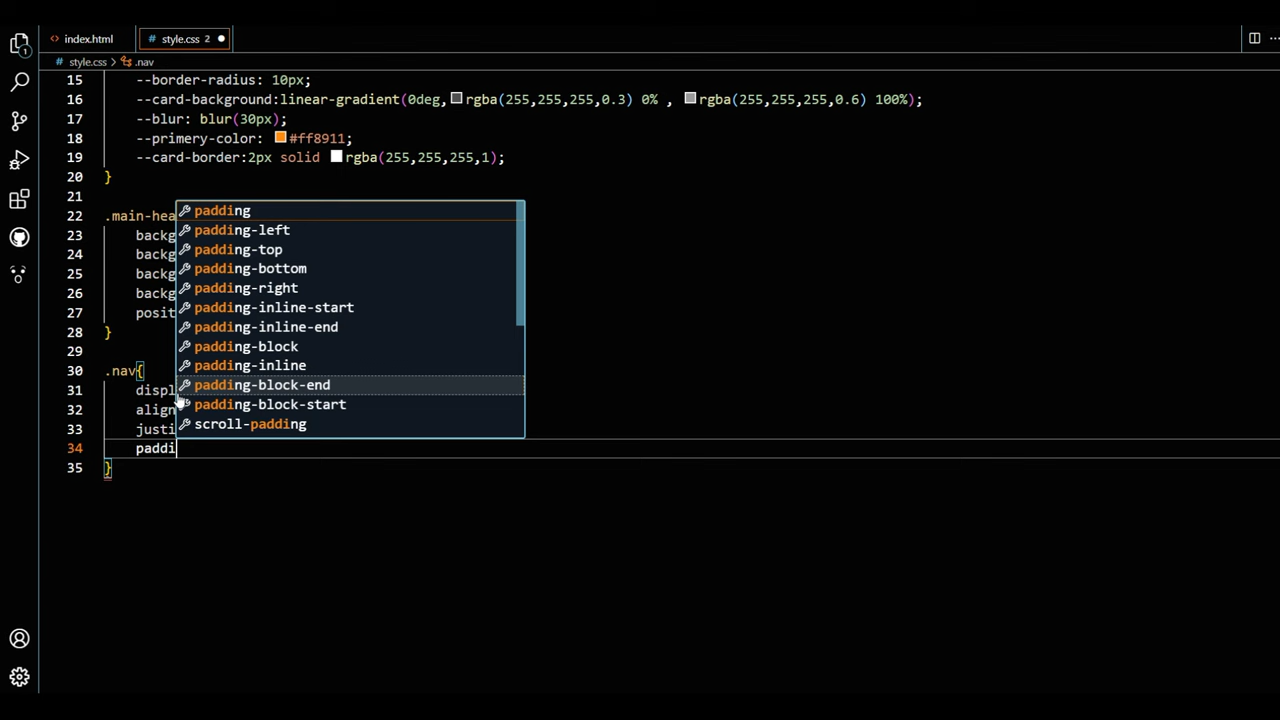 index.html
style.css 2
style.css > .nav
15 --border-radius: 10px;
16 --card-background:linear-gradient(0deg,rgba(255,255,255,0.3) 0% , rgba(255,255,255,0.6) 100%);
17 --blur: blur(30px);
18 --primery-color: #ff8911;
19 --card-border:2px solid rgba(255,255,255,1);
20 }
21
22 .main-hea
23 backg
24 backg
25 backg
26 backg
27 posit
28 }
29
30 .nav{
31 displ
32 align
33 justi
34 paddi
35 }
padding
padding-left
padding-top
padding-bottom
padding-right
padding-inline-start
padding-inline-end
padding-block
padding-inline
padding-block-end
padding-block-start
scroll-padding
1